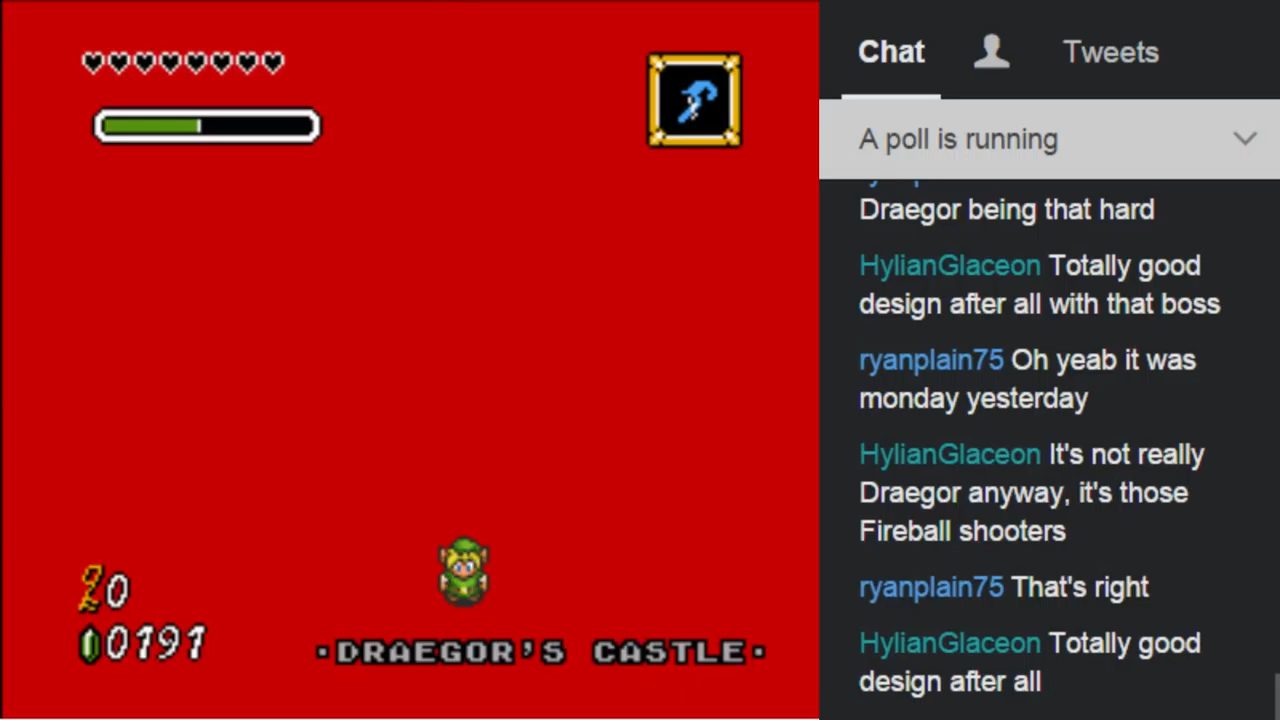 0
0191
·DRAEGOR'S CASTLE·
Chat
Tweets
A poll is running
Draegor being that hard
HylianGlaceon Totally good
design after all with that boss
ryanplain75 Oh yeab it was
monday yesterday
HylianGlaceon It's not really
Draegor anyway, it's those
Fireball shooters
ryanplain75 That's right
HylianGlaceon Totally good
design after all